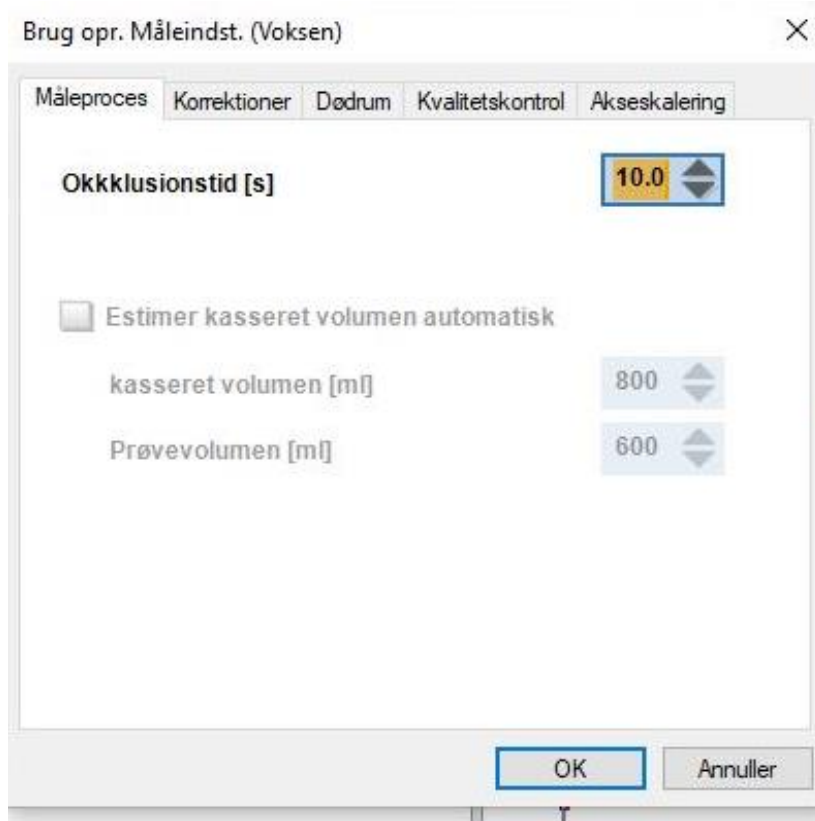 Brug opr. Måleindst. (Voksen)
Måleproces Korrektioner Dødrum Kvalitetskontrol Akseskalering
Okkklusionstid [s] 10.0
Estimer kasseret volumen automatisk
kasseret volumen [ml] 800
Prøvevolumen [ml] 600
OK Annuller